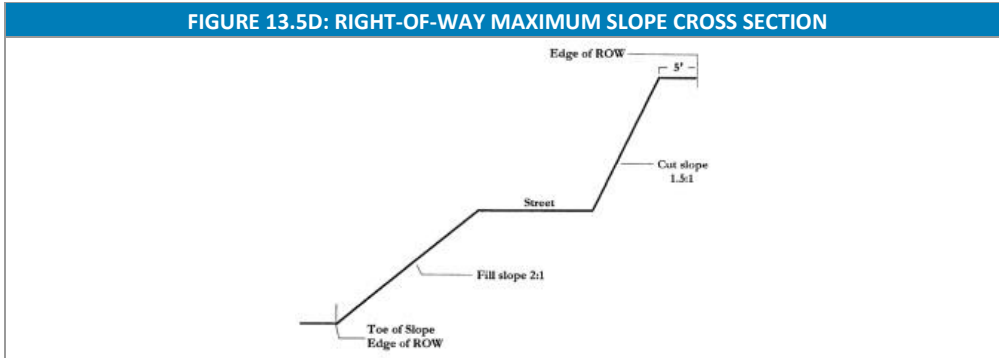 FIGURE 13.5D: RIGHT-OF-WAY MAXIMUM SLOPE CROSS SECTION
Edge of ROW
5'
Cut slope
1.5:1
Street
Fill slope 2:1
Toe of Slope
Edge of ROW